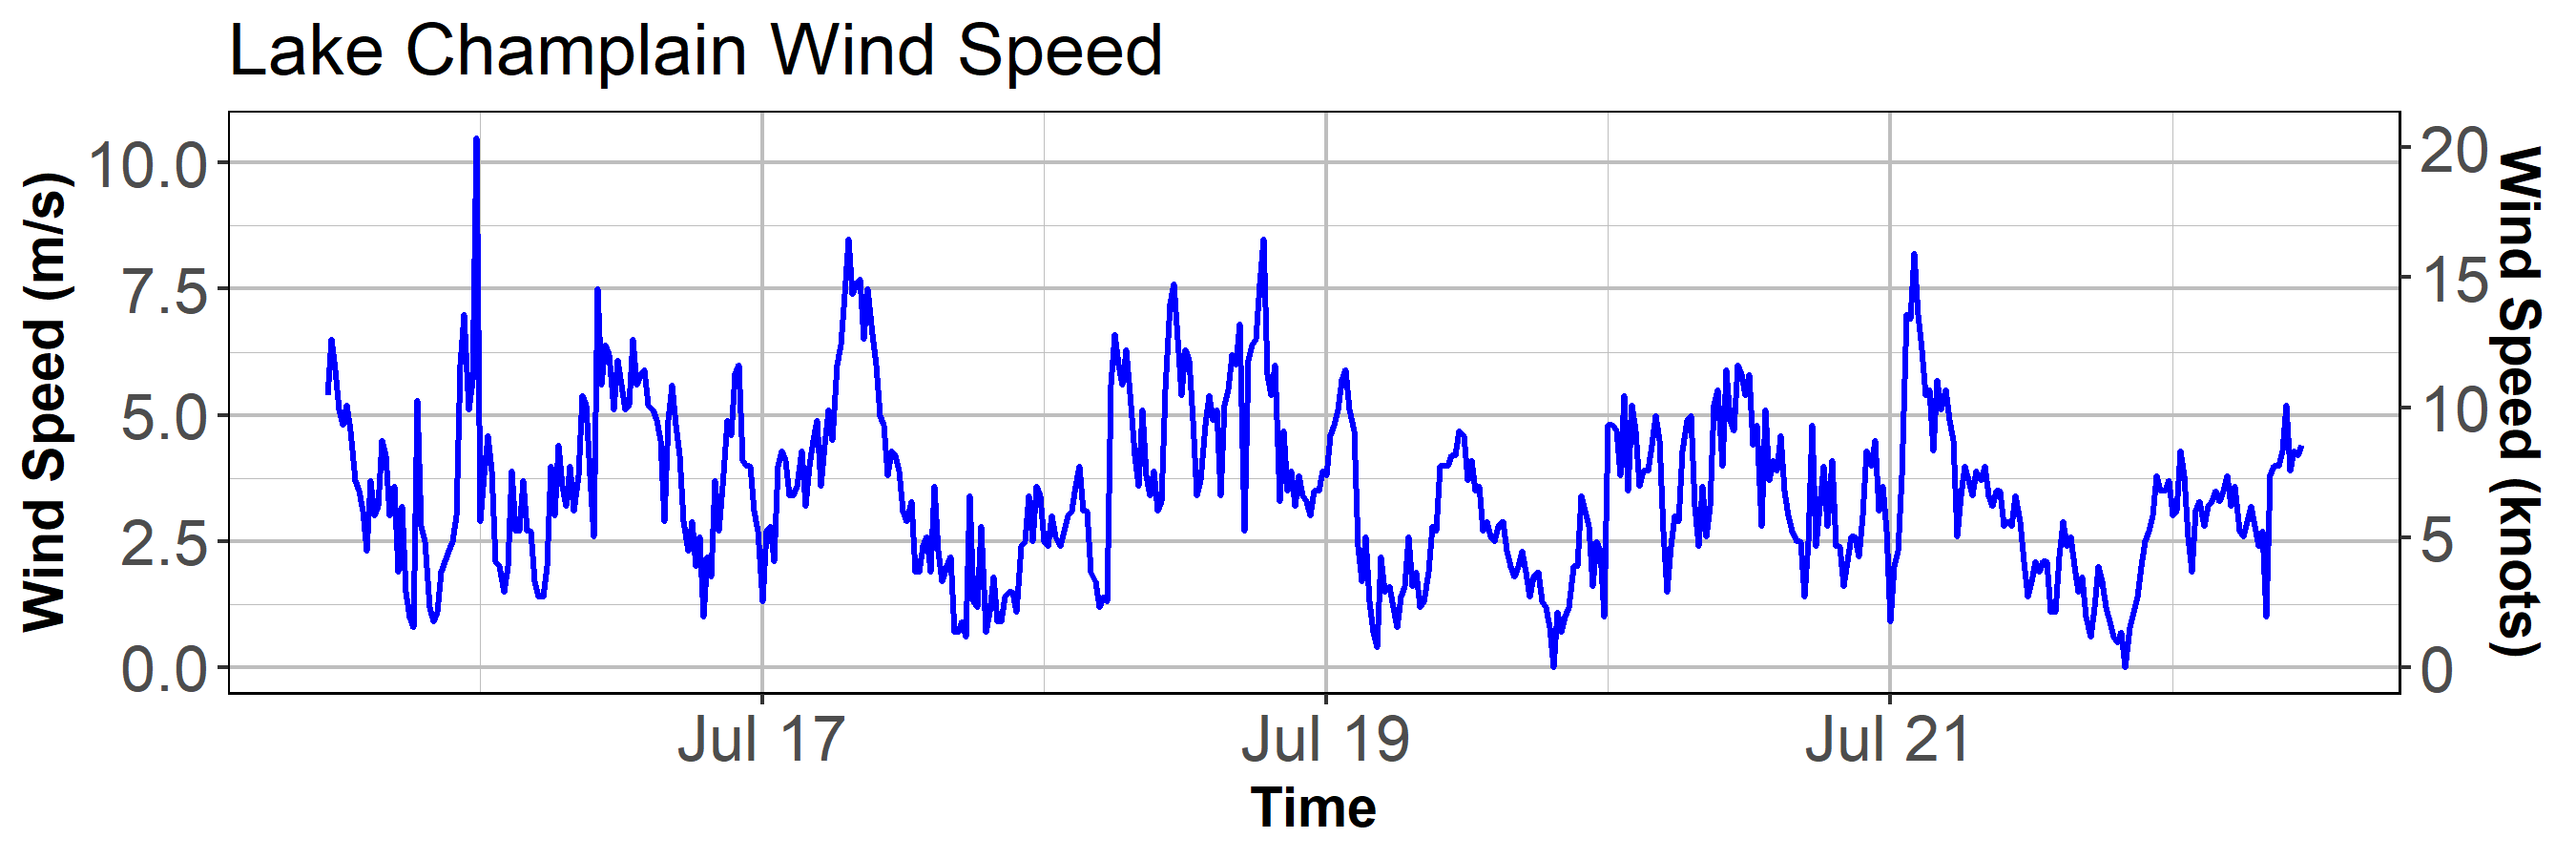 Lake Champlain Wind Speed
Wind Speed (m/s)
10.0
7.5
5.0
2.5
0.0
20
15
10
5
0
Wind Speed (knots)
Jul 17
Jul 19
Jul 21
Time